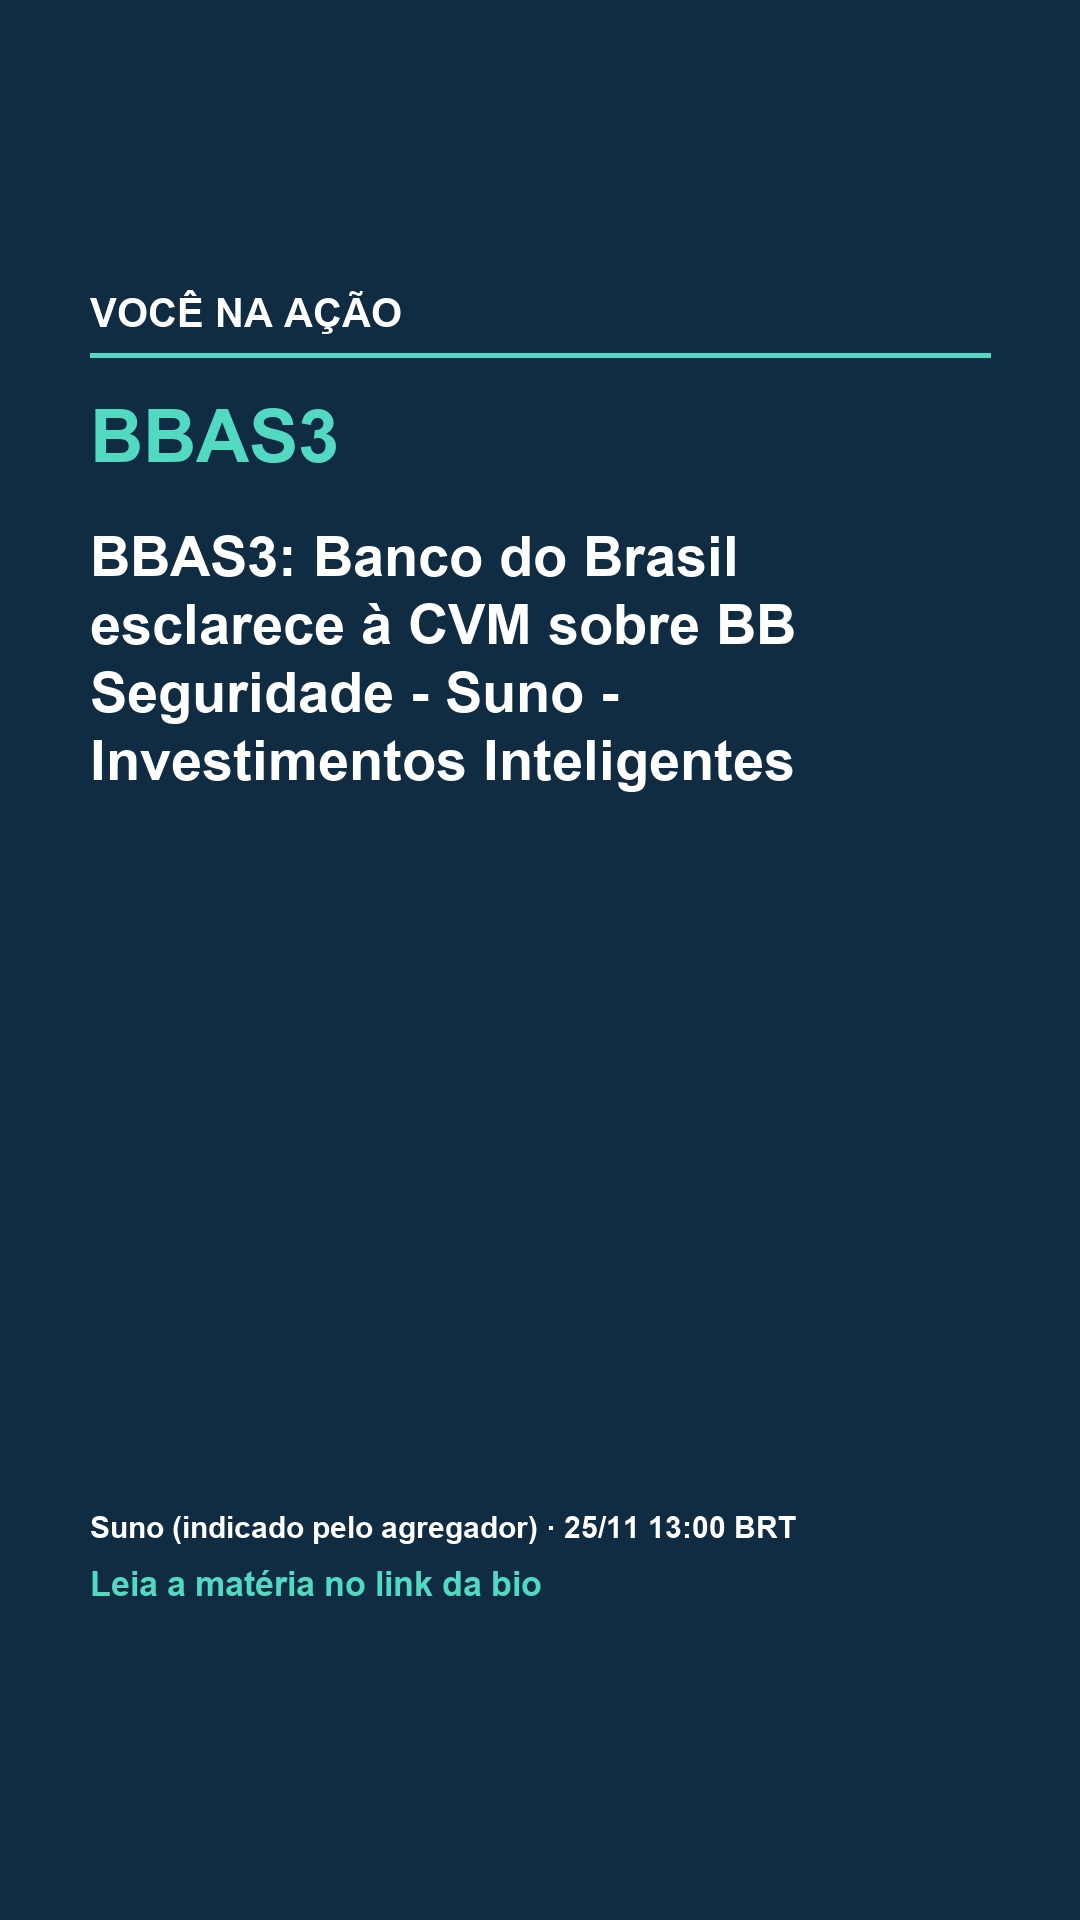 VOCÊ NA AÇÃO
BBAS3
BBAS3: Banco do Brasil
esclarece à CVM sobre BB
Seguridade - Suno -
Investimentos Inteligentes
Suno (indicado pelo agregador) · 25/11 13:00 BRT
Leia a matéria no link da bio